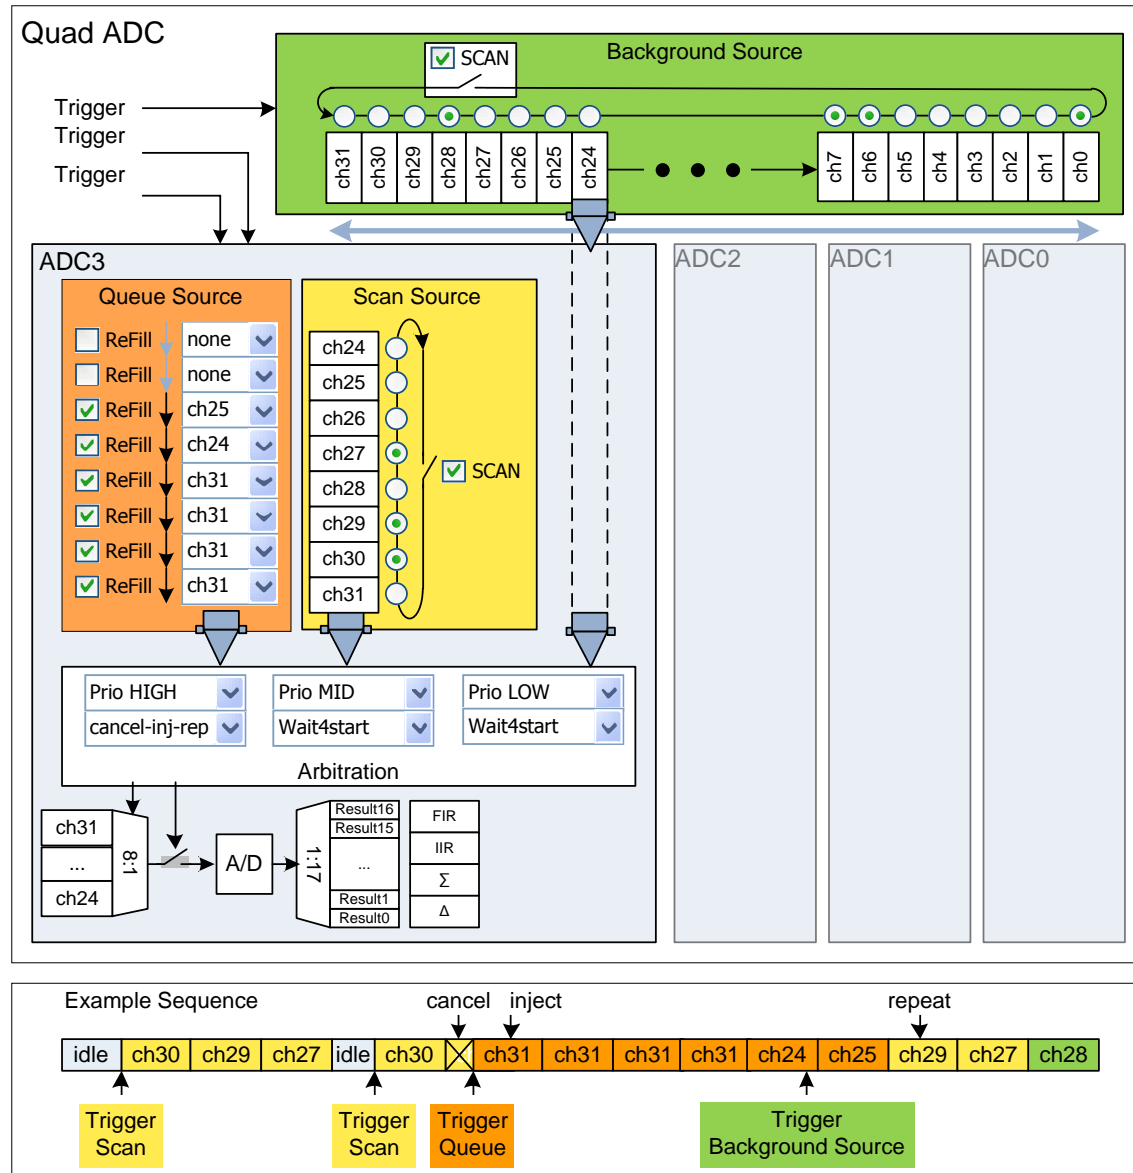 Quad ADC
Background Source
SCAN
Trigger
Trigger
Trigger
ch31
ch30
ch29
ch28
ch27
ch26
ch25
ch24
ch7
ch6
ch5
ch4
ch3
ch2
ch1
ch0
ADC3
ADC2
ADC1
ADC0
Queue Source
ReFill none
ReFill none
ReFill ch25
ReFill ch24
ReFill ch31
ReFill ch31
ReFill ch31
ReFill ch31
Scan Source
ch24
ch25
ch26
ch27
ch28
ch29
ch30
ch31
SCAN
Prio HIGH
cancel-inj-rep
Prio MID
Wait4start
Prio LOW
Wait4start
Arbitration
ch31
...
ch24
8:1
A/D
1:17
Result16
Result15
...
Result1
Result0
FIR
IIR
Σ
Δ
Example Sequence
cancel
inject
repeat
idle ch30 ch29 ch27 idle ch30 ch31 ch31 ch31 ch31 ch24 ch25 ch29 ch27 ch28
Trigger
Scan
Trigger
Scan
Trigger
Queue
Trigger
Background Source